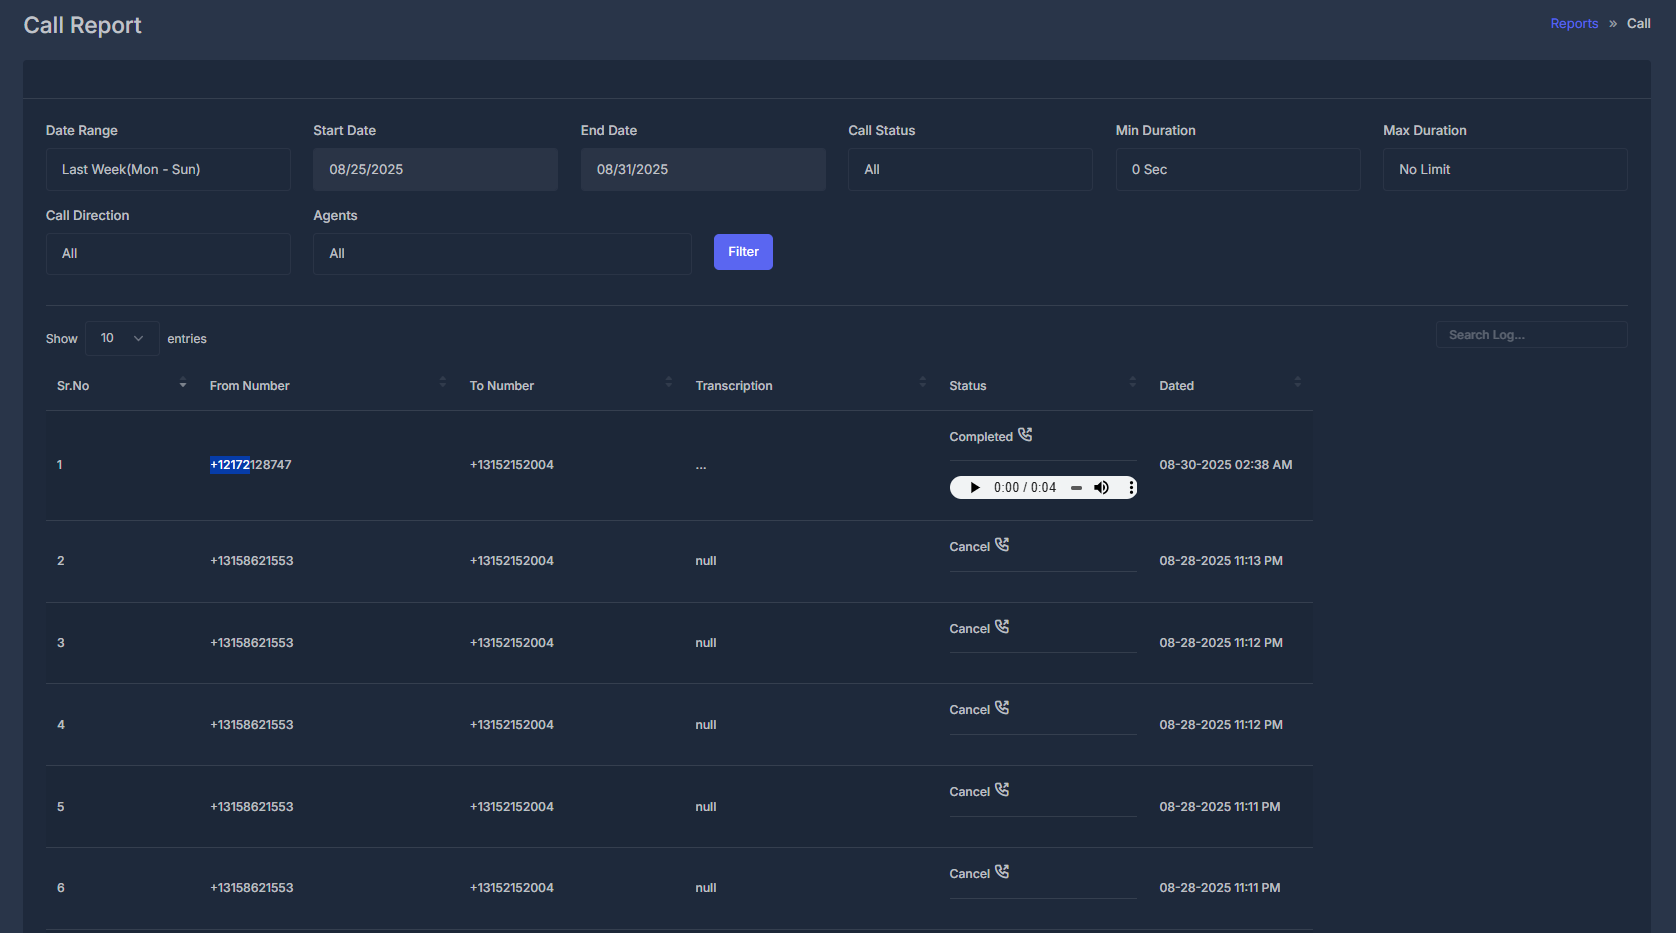 Call Report
Reports » Call
Date Range Start Date End Date Call Status Min Duration Max Duration
Last Week(Mon - Sun) 08/25/2025 08/31/2025 All 0 Sec No Limit
Call Direction Agents
All All Filter
Show 10 entries Search Log...
Sr.No From Number To Number Transcription Status Dated
Completed
1 +12172128747 +13152152004 ... 08-30-2025 02:38 AM
0:00 / 0:04
Cancel
2 +13158621553 +13152152004 null 08-28-2025 11:13 PM
Cancel
3 +13158621553 +13152152004 null 08-28-2025 11:12 PM
Cancel
4 +13158621553 +13152152004 null 08-28-2025 11:12 PM
Cancel
5 +13158621553 +13152152004 null 08-28-2025 11:11 PM
Cancel
6 +13158621553 +13152152004 null 08-28-2025 11:11 PM